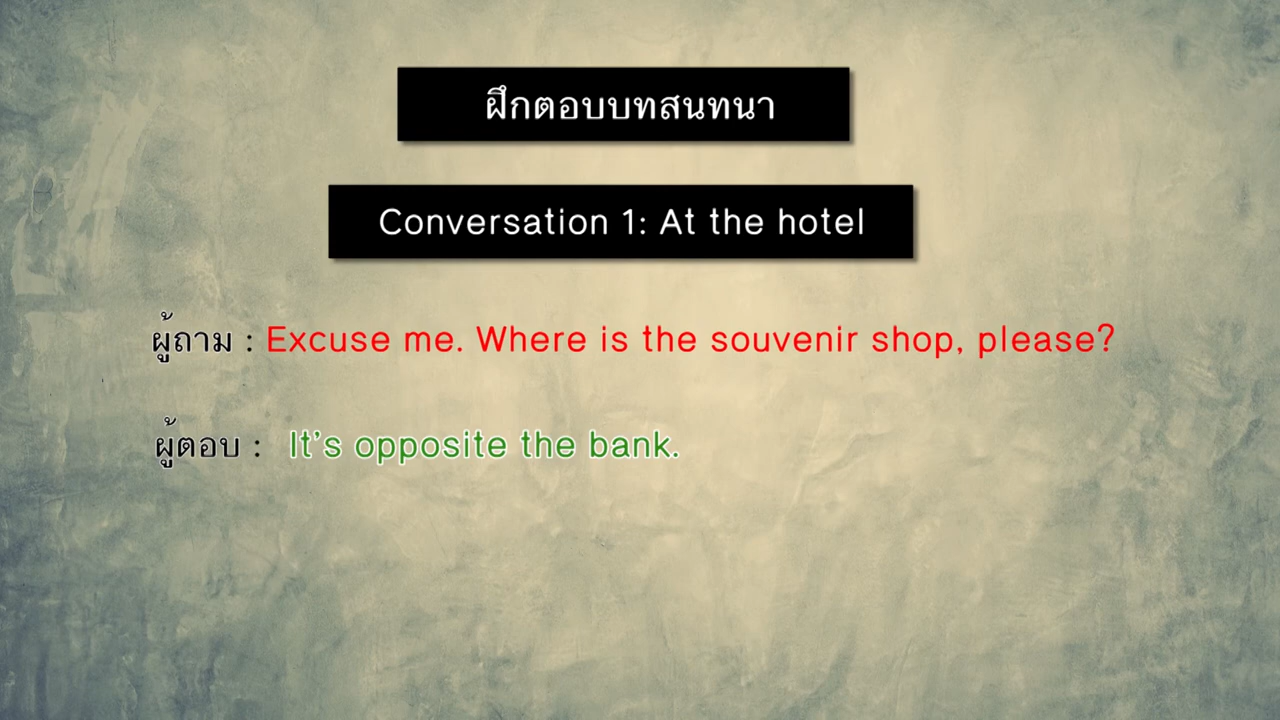 ฝึกตอบบทสนทนา
Conversation 1: At the hotel
ผู้ถาม : Excuse me. Where is the souvenir shop, please?
ผู้ตอบ : It’s opposite the bank.